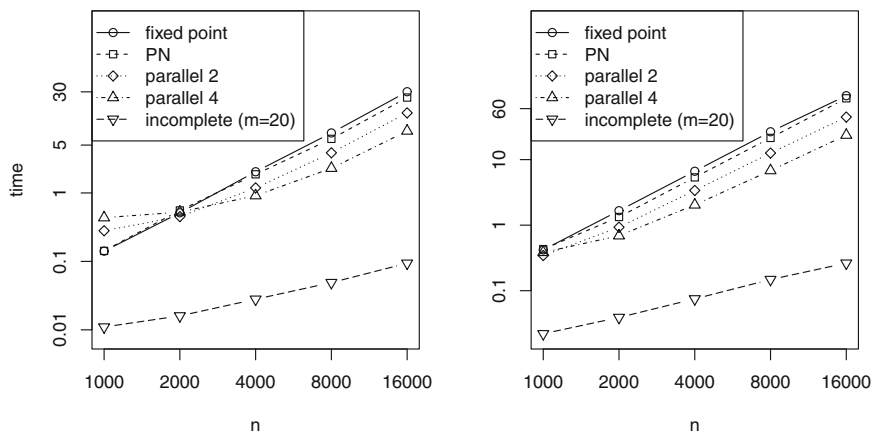 fixed point
PN
parallel 2
parallel 4
incomplete (m=20)
time
30
5
1
0.1
0.01
1000
2000
4000
8000
16000
n
fixed point
PN
parallel 2
parallel 4
incomplete (m=20)
60
10
1
0.1
1000
2000
4000
8000
16000
n